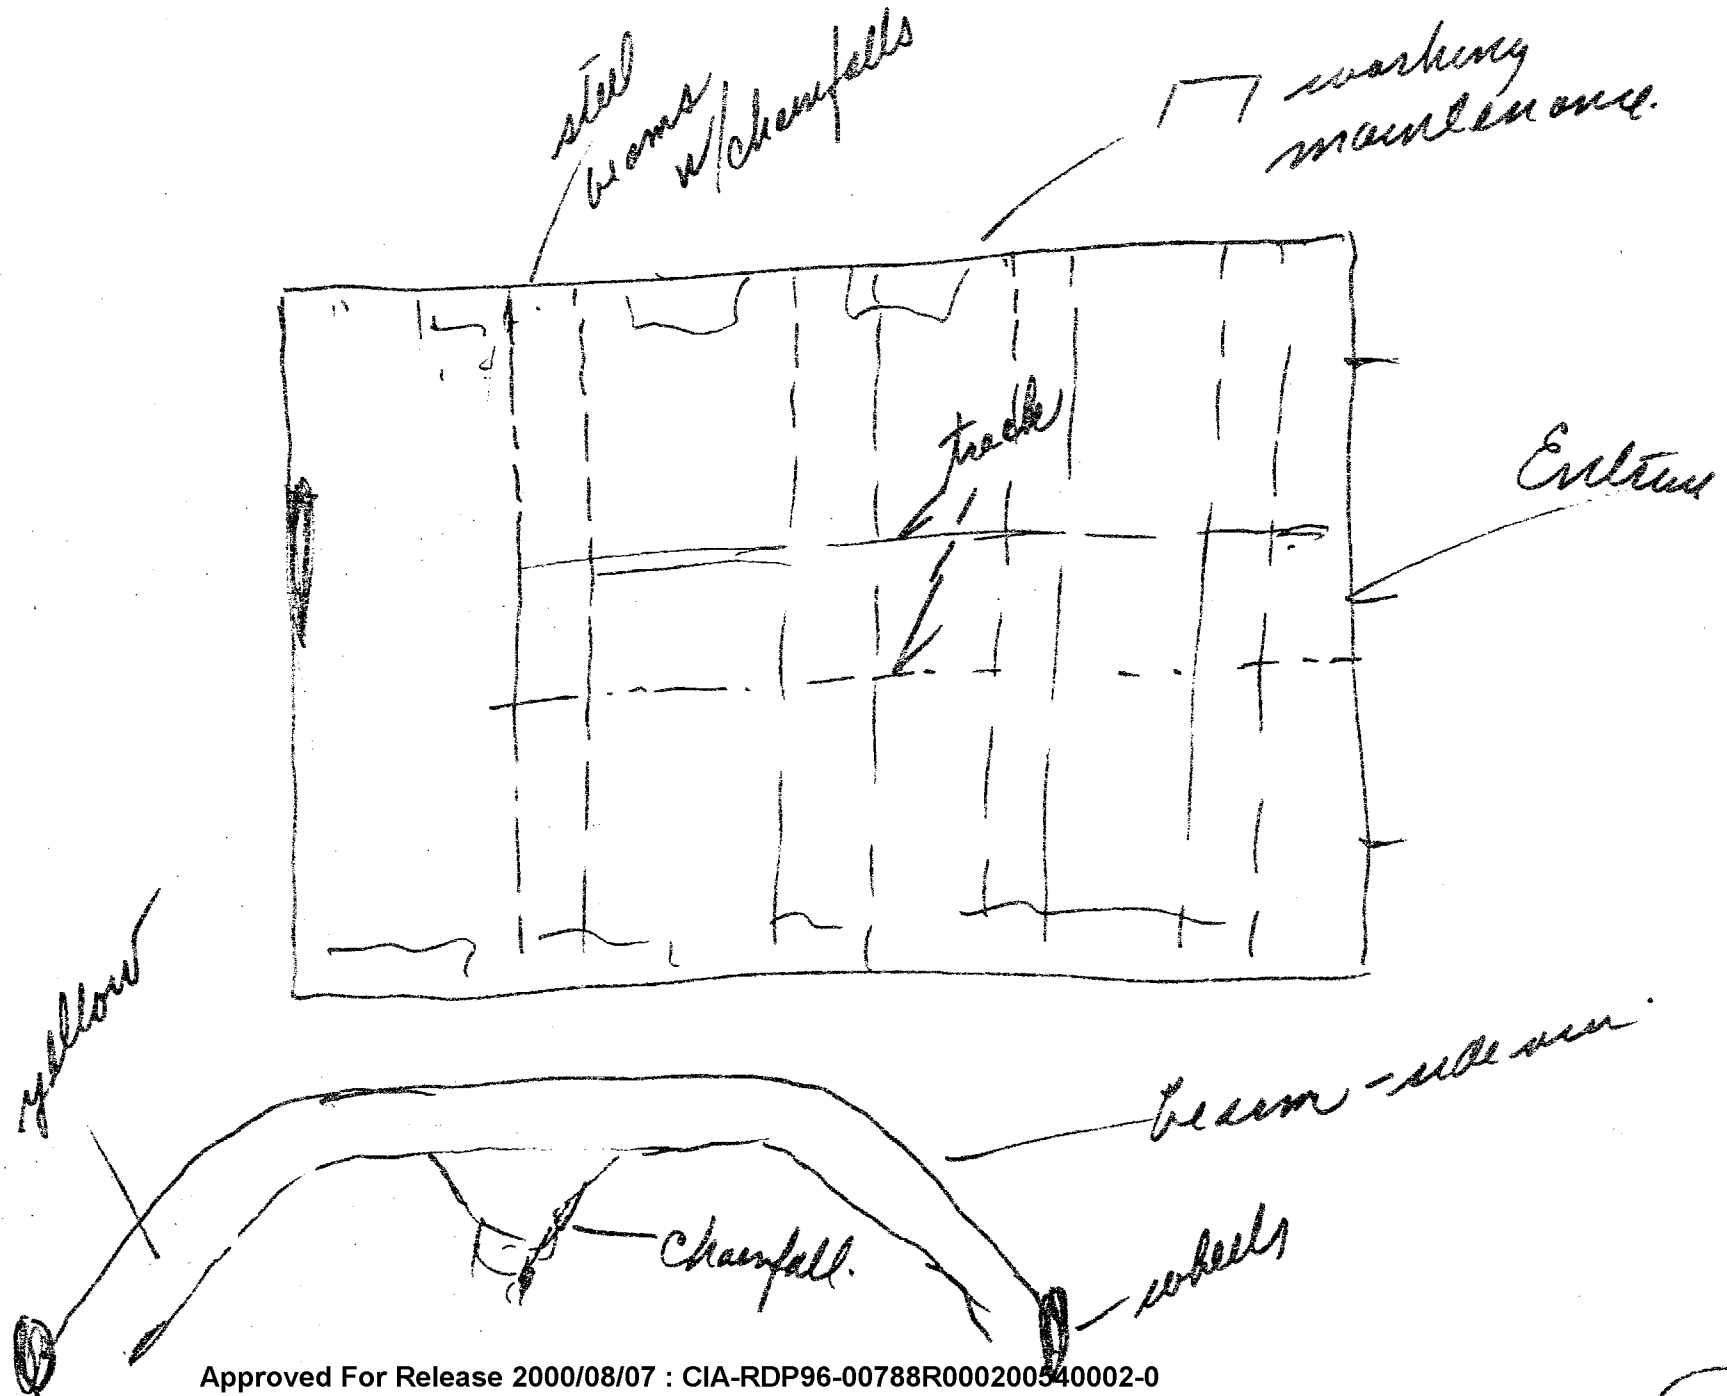 steel
beams
w/chainfalls
working
maintenance.
track
yellow
beam - side view
chainfall.
wheels
Approved For Release 2000/08/07 : CIA-RDP96-00788R000200540002-0